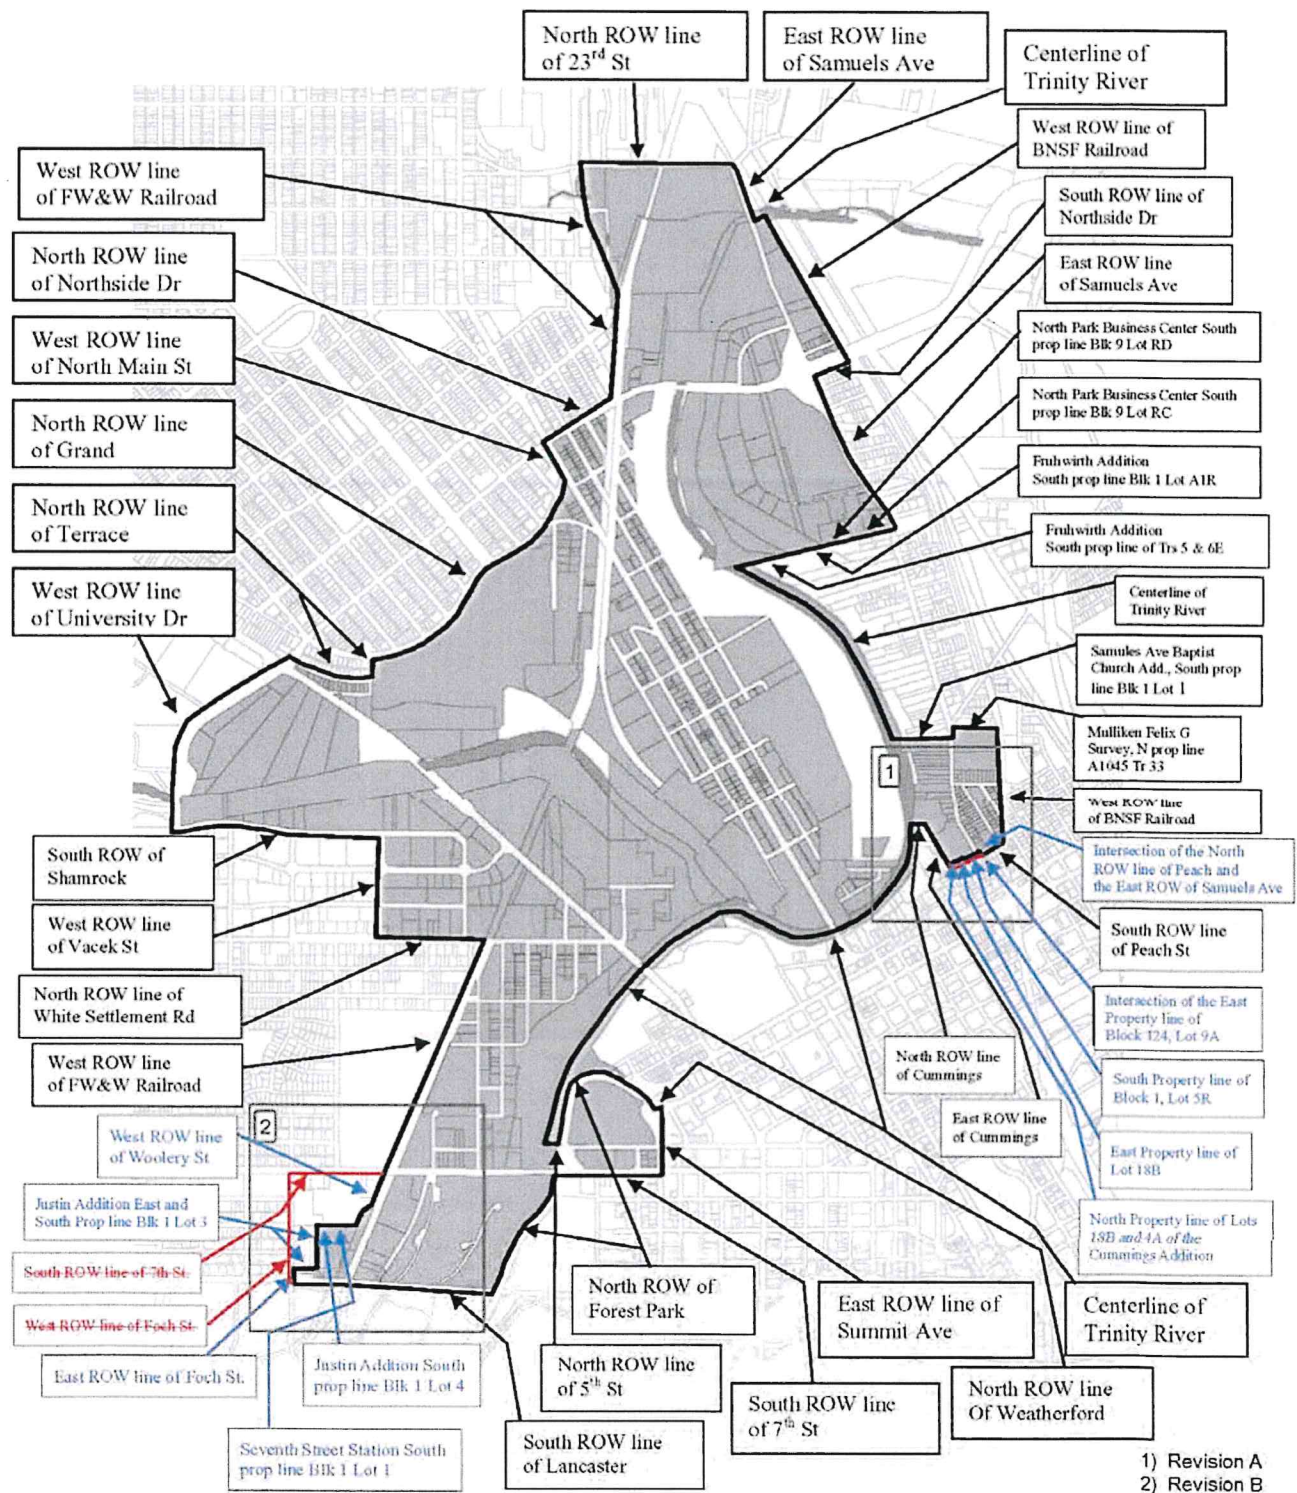 North ROW line
of 23rd St
East ROW line
of Samuels Ave
Centerline of
Trinity River
West ROW line of
BNSF Railroad
West ROW line
of FW&W Railroad
South ROW line of
Northside Dr
North ROW line
of Northside Dr
East ROW line
of Samuels Ave
West ROW line
of North Main St
North Park Business Center South
prop line Blk 9 Lot RD
North ROW line
of Grand
North Park Business Center South
prop line Blk 9 Lot RC
Fruhwirth Addition
South prop line Blk 1 Lot A1R
North ROW line
of Terrace
Fruhwirth Addition
South prop line of Trs 5 & 6E
West ROW line
of University Dr
Centerline of
Trinity River
Samules Ave Baptist
Church Add., South prop
line Blk 1 Lot 1
Mulliken Felix G
Survey, N prop line
A1045 Tr 33
1
West ROW line
of BNSF Railroad
South ROW of
Shamrock
Intersection of the North
ROW line of Peach and
the East ROW of Samuels Ave
West ROW line
of Vacek St
South ROW line
of Peach St
North ROW line of
White Settlement Rd
Intersection of the East
Property line of
Block 124, Lot 9A
West ROW line
of FW&W Railroad
North ROW line
of Cummings
South Property line of
Block 1, Lot 5R
East ROW line
of Cummings
2
West ROW line
of Woolery St
East Property line of
Lot 18B
Justin Addition East and
South Prop line Blk 1 Lot 3
North Property line of Lots
18B and 4A of the
Cummings Addition
South ROW line of 7th St.
West ROW line of Foch St.
North ROW of
Forest Park
East ROW line of
Summit Ave
Centerline of
Trinity River
East ROW line of Foch St.
Justin Addtion South
prop line Blk 1 Lot 4
North ROW line
of 5th St
South ROW line
of 7th St
North ROW line
Of Weatherford
Seventh Street Station South
prop line Blk 1 Lot 1
South ROW line
of Lancaster
1) Revision A
2) Revision B